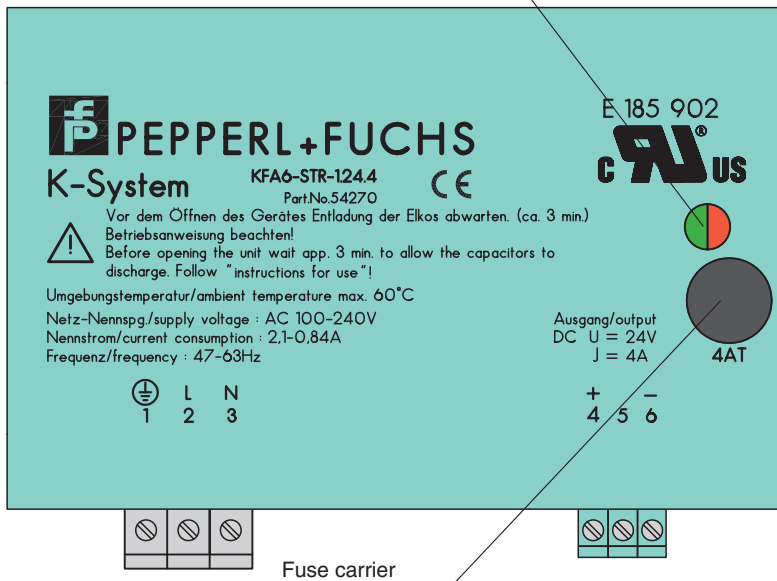 E 185 902
PEPPERL+FUCHS
K-System
KFA6-STR-1.24.4
Part.No.54270
CE
C RU® US
Vor dem Öffnen des Gerätes Entladung der Elkos abwarten. (ca. 3 min.)
Betriebsanweisung beachten!
Before opening the unit wait app. 3 min. to allow the capacitors to
discharge. Follow "instructions for use"!
Umgebungstemperatur/ambient temperature max. 60°C
Netz-Nennspg./supply voltage : AC 100-240V
Nennstrom/current consumption : 2,1-0,84A
Frequenz/frequency : 47-63Hz
Ausgang/output
DC U = 24V
J = 4A
4AT
L N
1 2 3
+ −
4 5 6
Fuse carrier